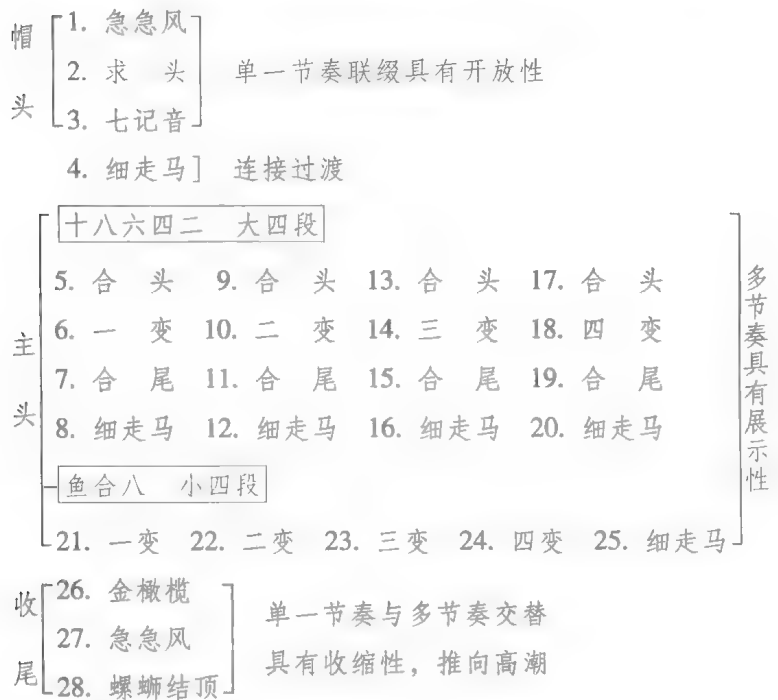 帽头
1. 急急风
2. 求 头 单一节奏联缀具有开放性
3. 七记音
4. 细走马] 连接过渡
主头
十八六四二 大四段
5. 合 头 9. 合 头 13. 合 头 17. 合 头
6. 一 变 10. 二 变 14. 三 变 18. 四 变
7. 合 尾 11. 合 尾 15. 合 尾 19. 合 尾
8. 细走马 12. 细走马 16. 细走马 20. 细走马
鱼合八 小四段
21. 一变 22. 二变 23. 三变 24. 四变 25. 细走马
多节奏具有展示性
收尾
26. 金橄榄
27. 急急风
28. 螺蛳结顶
单一节奏与多节奏交替
具有收缩性，推向高潮